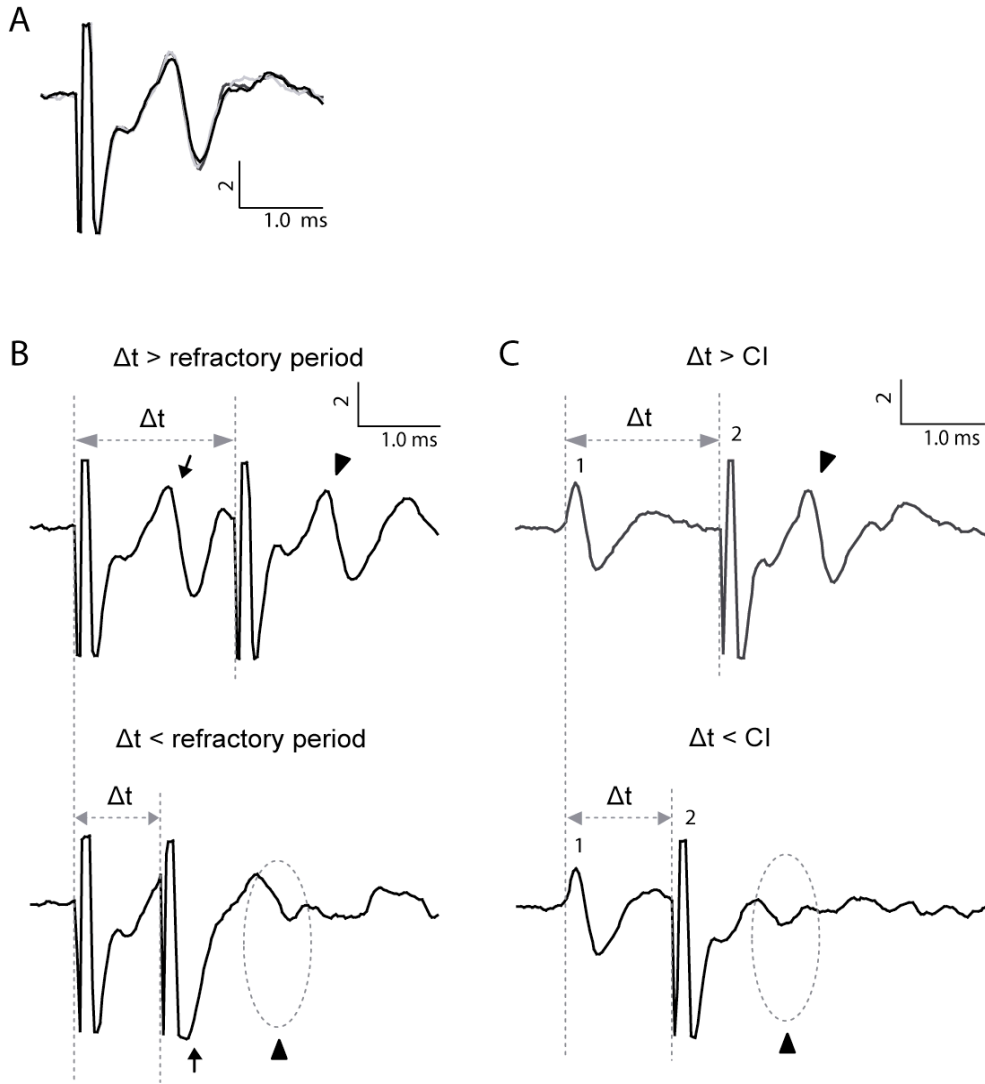 A
2
1.0 ms
B
Δt > refractory period
2
1.0 ms
Δt
Δt < refractory period
Δt
C
Δt > CI
2
1.0 ms
Δt
1
2
Δt < CI
Δt
1
2